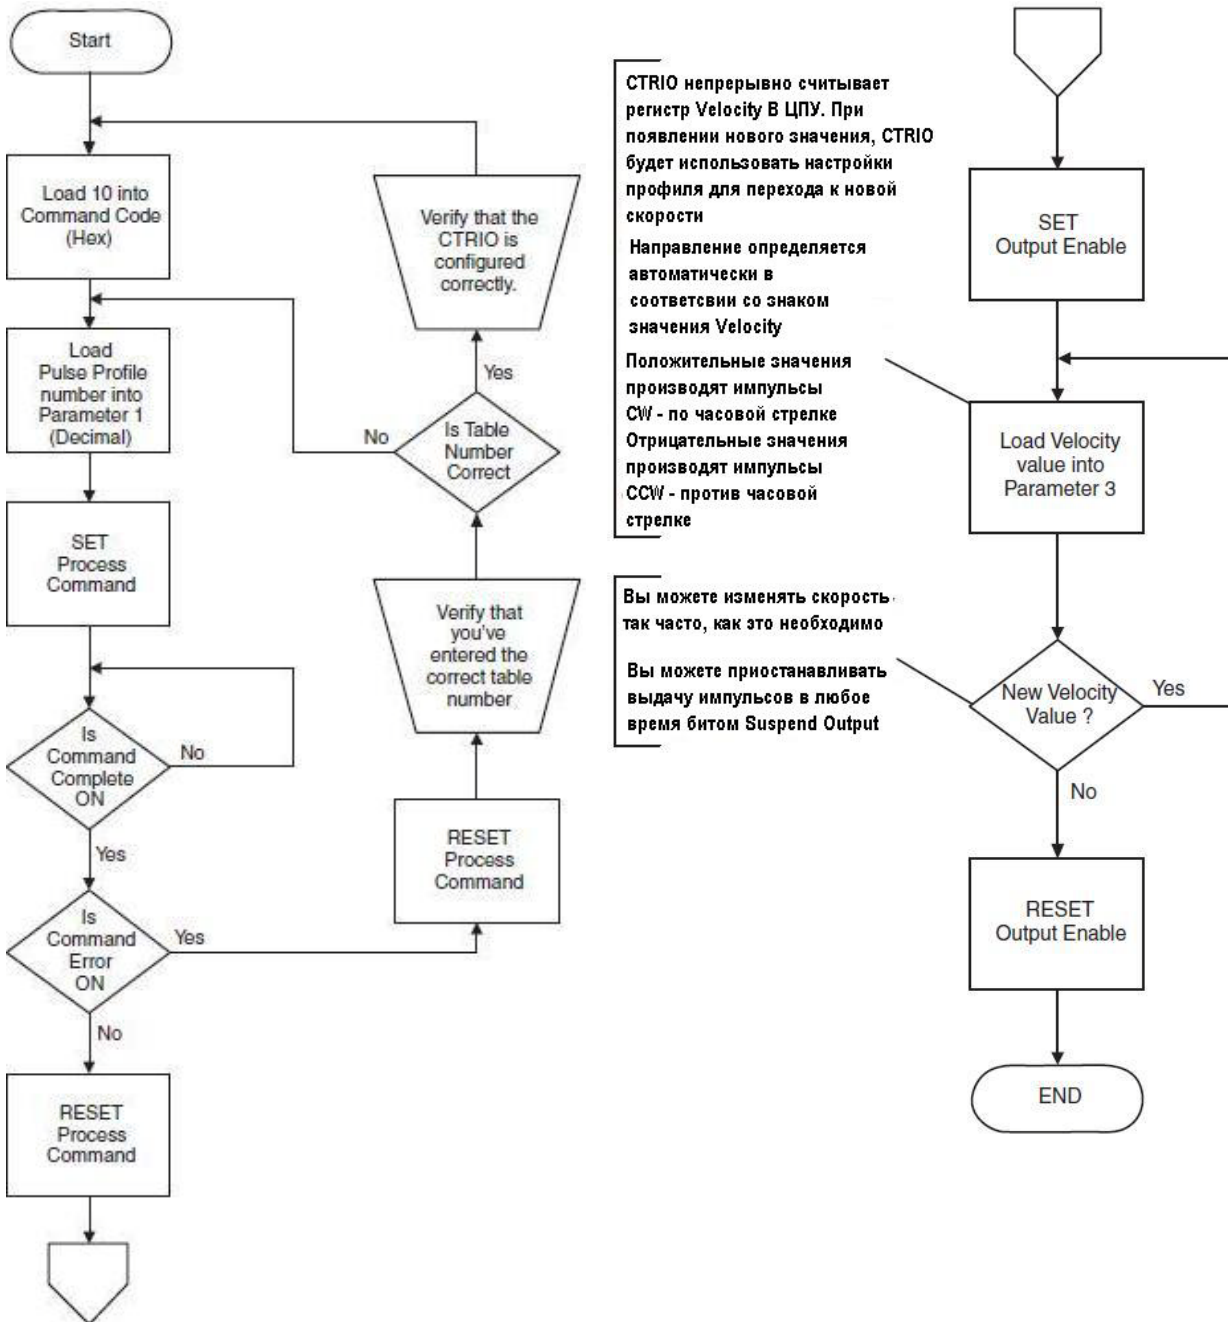 Start
Load 10 into
Command Code
(Hex)
Load
Pulse Profile
number into
Parameter 1
(Decimal)
SET
Process
Command
Is
Command
Complete
ON
No
Yes
Is
Command
Error
ON
Yes
No
RESET
Process
Command
Verify that the
CTRIO is
configured
correctly.
Yes
Is Table
Number
Correct
No
Verify that
you've
entered the
correct table
number
RESET
Process
Command
CTRIO непрерывно считывает
регистр Velocity В ЦПУ. При
появлении нового значения, CTRIO
будет использовать настройки
профиля для перехода к новой
скорости
Направление определяется
автоматически в
соответсвии со знаком
значения Velocity
Положительные значения
производят импульсы
CW - по часовой стрелке
Отрицательные значения
производят импульсы
CCW - против часовой
стрелке
Вы можете изменять скорость
так часто, как это необходимо
Вы можете приостанавливать
выдачу импульсов в любое
время битом Suspend Output
SET
Output Enable
Load Velocity
value into
Parameter 3
New Velocity
Value ?
Yes
No
RESET
Output Enable
END